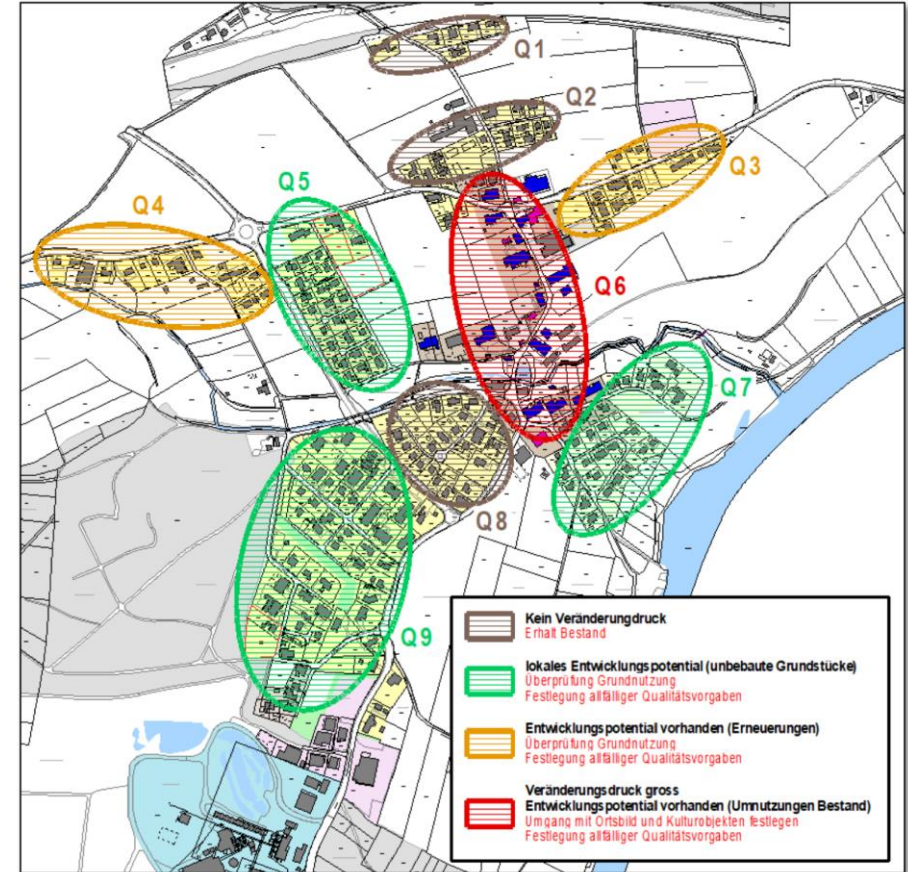 Q1
Q2
Q3
Q5
Q4
Q6
Q7
Q8
Q9
Kein Veränderungdruck
Erhalt Bestand
lokales Entwicklungspotential (unbebaute Grundstücke)
Überprüfung Grundnutzung
Festlegung allfälliger Qualitätsvorgaben
Entwicklungspotential vorhanden (Erneuerungen)
Überprüfung Grundnutzung
Festlegung allfälliger Qualitätsvorgaben
Veränderungsdruck gross
Entwicklungspotential vorhanden (Umnutzungen Bestand)
Umgang mit Ortsbild und Kulturobjekten festlegen
Festlegung allfälliger Qualitätsvorgaben